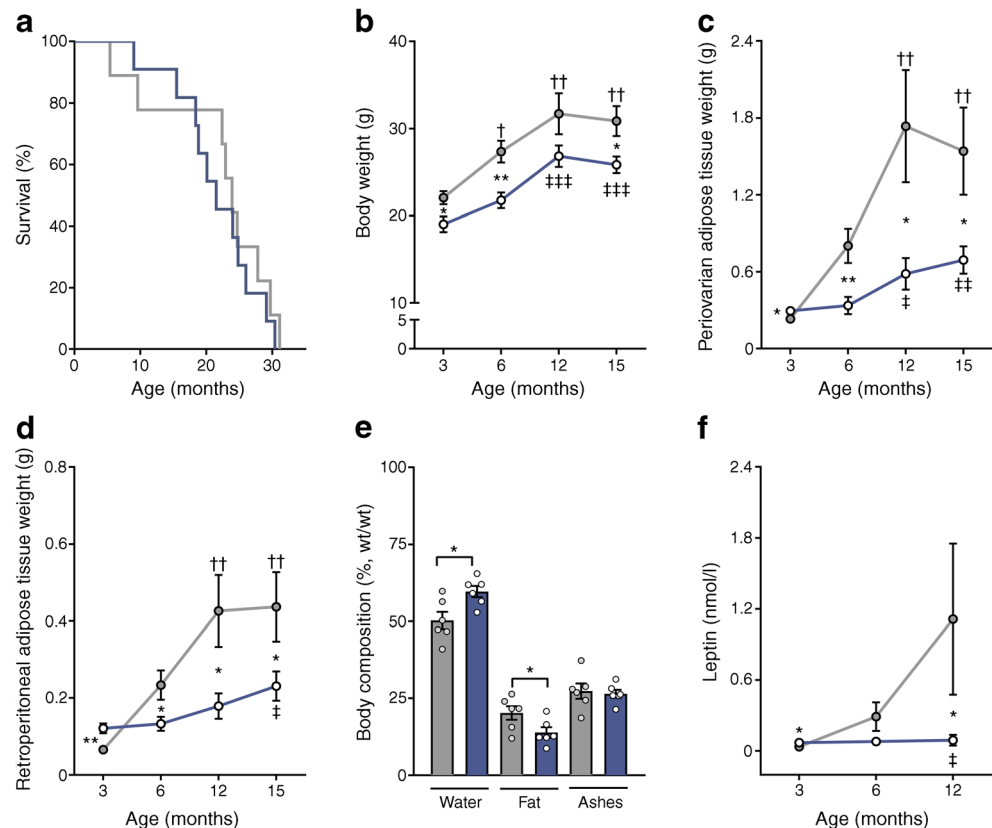 a
Survival (%)
100
80
60
40
20
0
0 10 20 30
Age (months)
b
Body weight (g)
40
30
20
10
5
0
†
††
††
*
**
*
‡‡‡
‡‡‡
3 6 12 15
Age (months)
c
Periovarian adipose tissue weight (g)
2.4
1.8
1.2
0.6
0
††
††
*
**
*
*
‡
‡‡
3 6 12 15
Age (months)
d
Retroperitoneal adipose tissue weight (g)
0.8
0.6
0.4
0.2
0
††
††
**
*
*
*
‡
3 6 12 15
Age (months)
e
Body composition (%, wt/wt)
100
75
50
25
0
*
*
Water Fat Ashes
f
Leptin (nmol/l)
2.4
1.8
1.2
0.6
0
*
*
‡
3 6 12
Age (months)